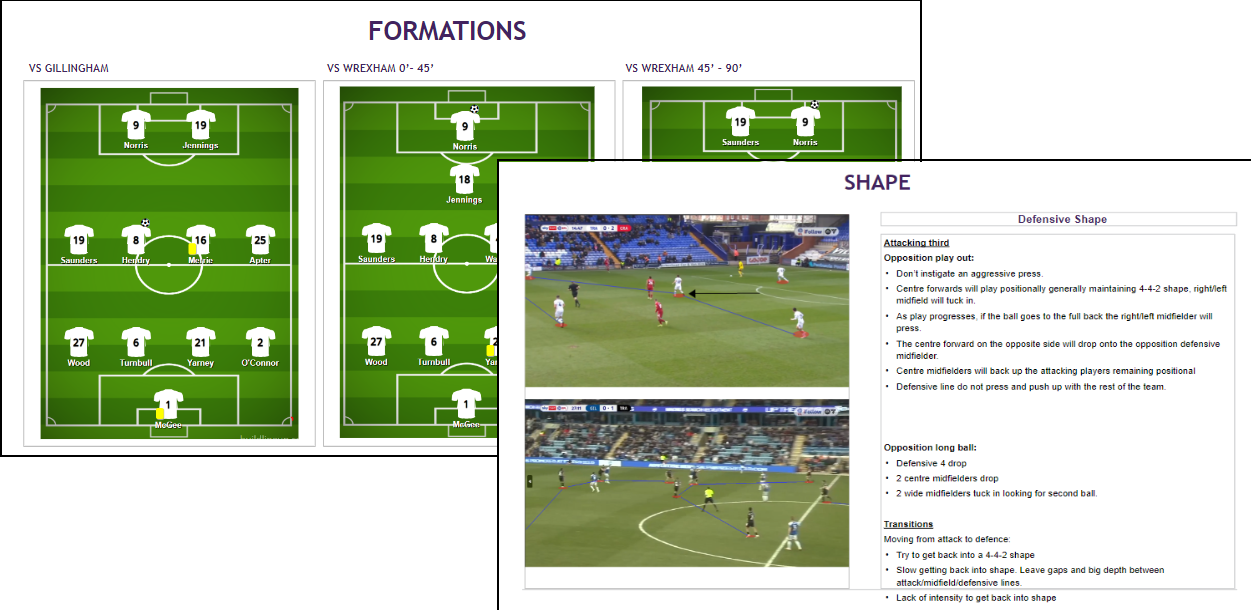 FORMATIONS
VS GILLINGHAM
VS WREXHAM 0’- 45’
VS WREXHAM 45’ – 90’
9
19
Norris
Jennings
19
8
16
25
Saunders
Hendry
Merrie
Apter
27
6
21
2
Wood
Turnbull
Yarney
O'Connor
1
McGee
9
Norris
18
Jennings
19
8
Saunders
Hendry
27
6
Wood
Turnbull
1
McGee
19
9
Saunders
Norris
SHAPE
0 - 2
0 - 1
Defensive Shape
Attacking third
Opposition play out:
• Don’t instigate an aggressive press.
• Centre forwards will play positionally generally maintaining 4-4-2 shape, right/left
midfield will tuck in.
• As play progresses, if the ball goes to the full back the right/left midfielder will
press.
• The centre forward on the opposite side will drop onto the opposition defensive
midfielder.
• Centre midfielders will back up the attacking players remaining positional
• Defensive line do not press and push up with the rest of the team.
Opposition long ball:
• Defensive 4 drop
• 2 centre midfielders drop
• 2 wide midfielders tuck in looking for second ball.
Transitions
Moving from attack to defence:
• Try to get back into a 4-4-2 shape
• Slow getting back into shape. Leave gaps and big depth between
attack/midfield/defensive lines.
• Lack of intensity to get back into shape